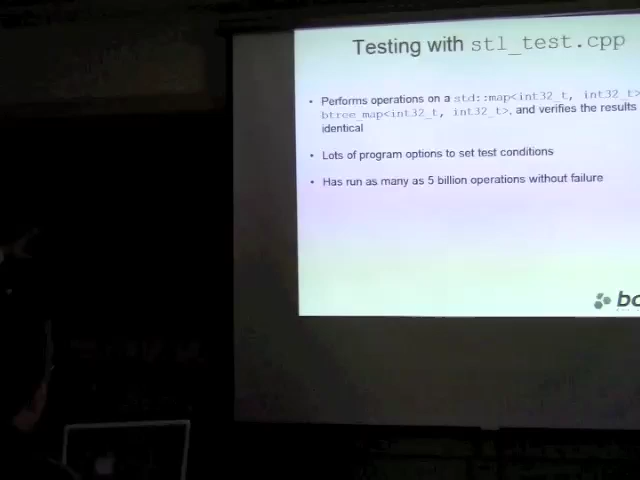 Testing with stl_test.cpp
• Performs operations on a std::map<int32_t, int32_t>
btree_map<int32_t, int32_t>, and verifies the results
identical
• Lots of program options to set test conditions
• Has run as many as 5 billion operations without failure
bo